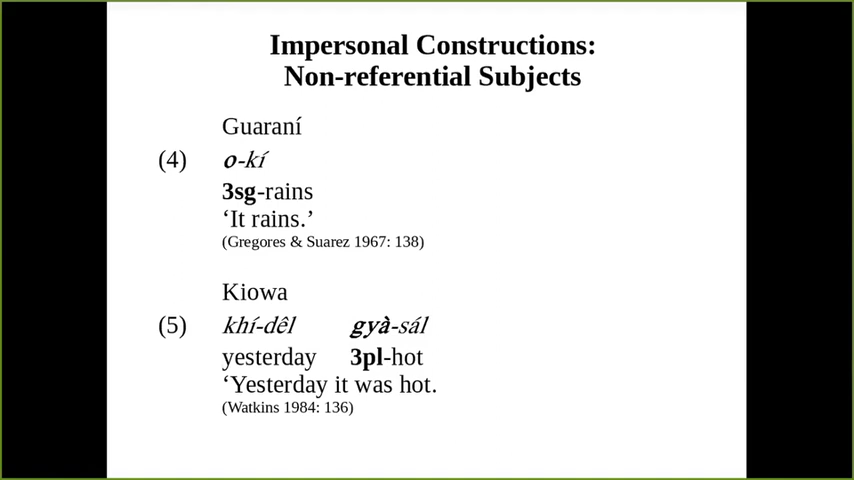 Impersonal Constructions:
Non-referential Subjects
Guaraní
(4) o-kí
3sg-rains
‘It rains.’
(Gregores & Suarez 1967: 138)
Kiowa
(5) khí-dêl gyà-sál
yesterday 3pl-hot
‘Yesterday it was hot.
(Watkins 1984: 136)